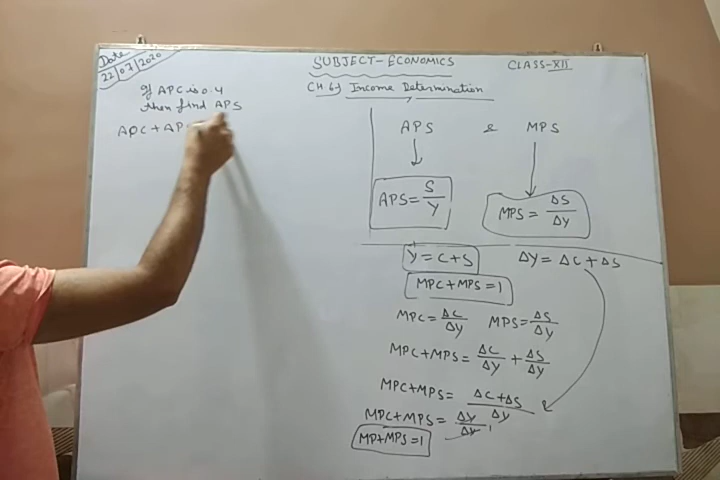 Date
22/07/2020
SUBJECT-ECONOMICS
CLASS-XII
CH 6-) Income Determination
If APC is 0.4
then find APS
APC + AP
APS & MPS
APS = S/Y
MPS = ΔS/ΔY
Y = C+S
ΔY = ΔC + ΔS
MPC+MPS = 1
MPC = ΔC/ΔY MPS = ΔS/ΔY
MPC+MPS = ΔC/ΔY + ΔS/ΔY
MPC+MPS = ΔC+ΔS/ΔY
MPC+MPS = ΔY/ΔY 1
MP+MPS = 1